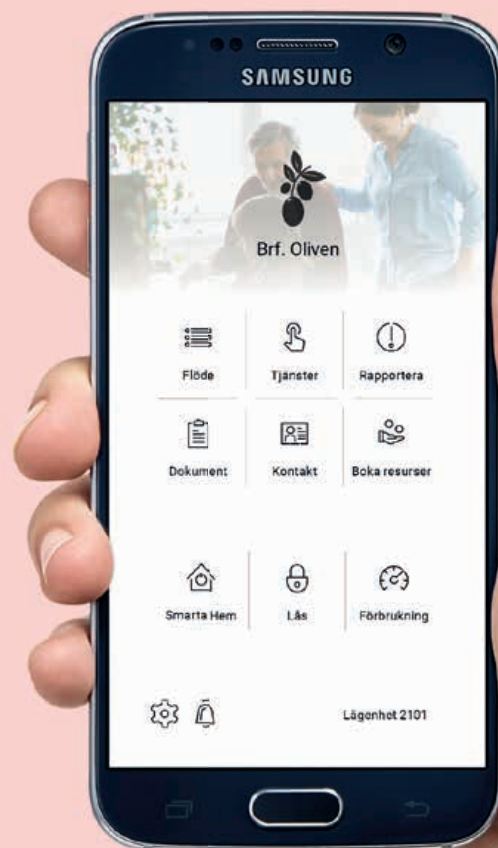 SAMSUNG
Brf. Oliven
Flöde Tjänster Rapportera
Dokument Kontakt Boka resurser
Smarta Hem Lås Förbrukning
Lägenhet 2101